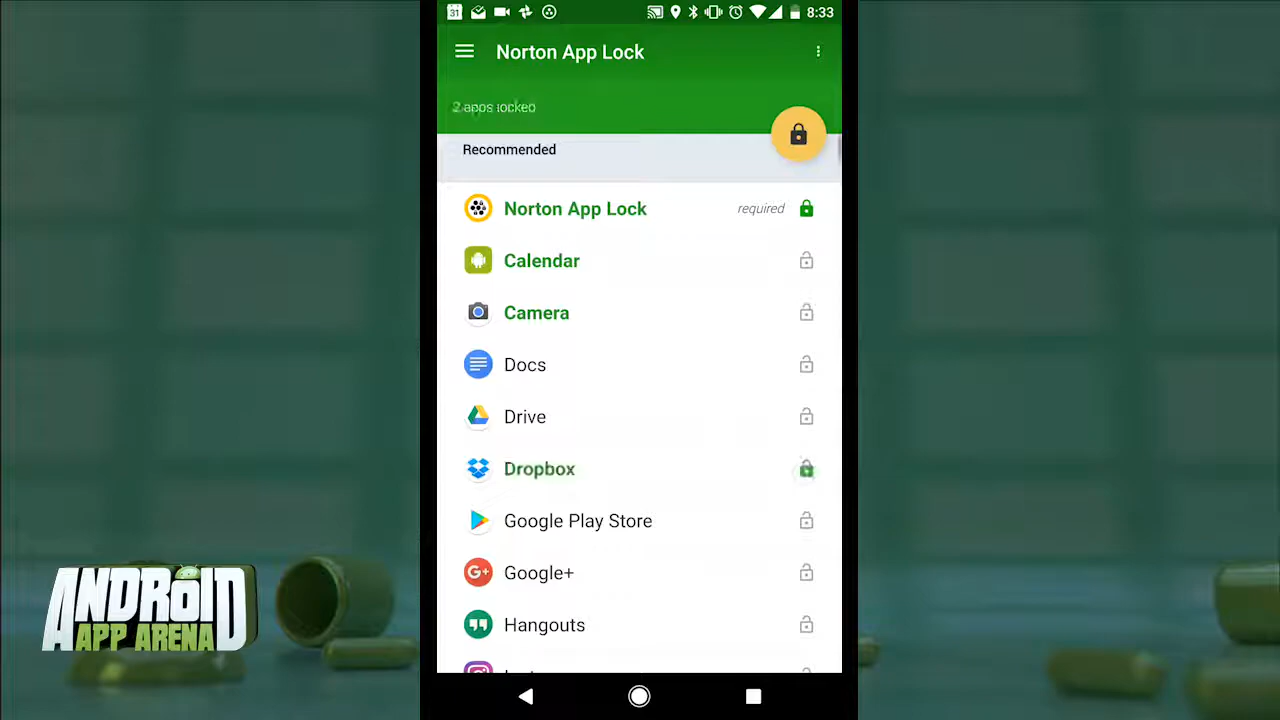 31
8:33
Norton App Lock
2 apps locked
Recommended
Norton App Lock required
Calendar
Camera
Docs
Drive
Dropbox
Google Play Store
G+ Google+
Hangouts
ANDROID
APP ARENA